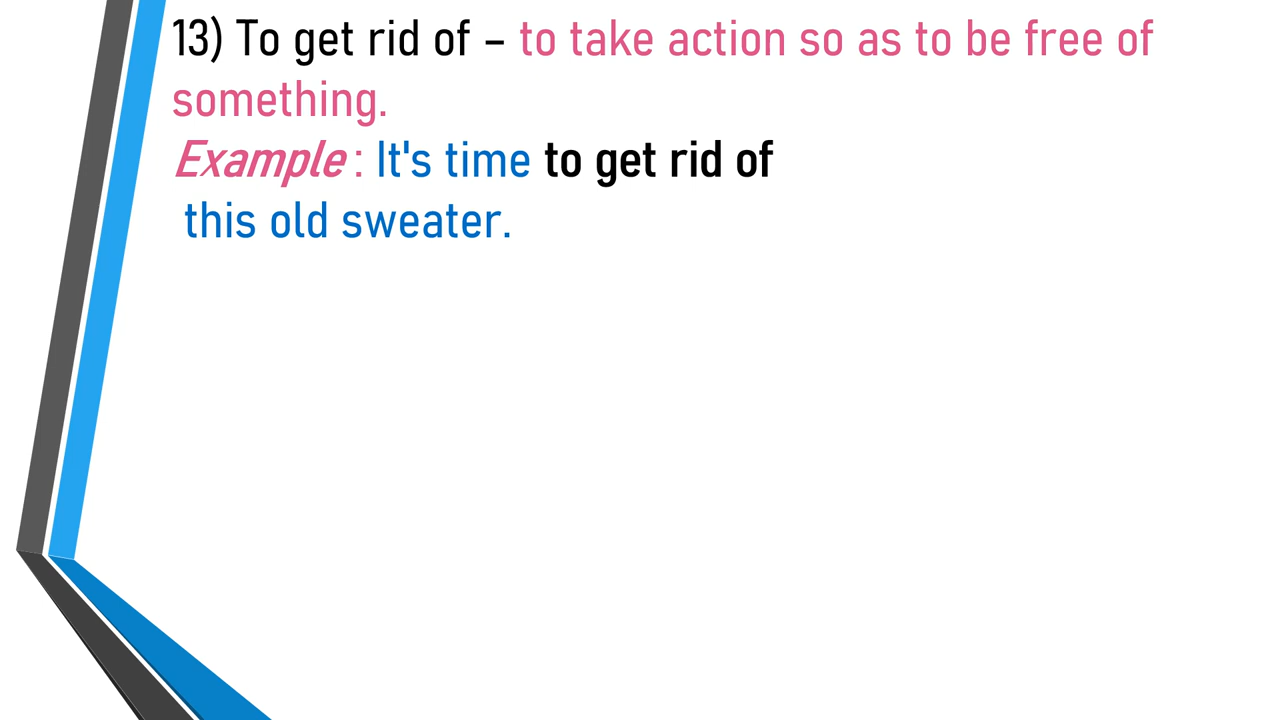 13) To get rid of – to take action so as to be free of
something.
Example : It's time to get rid of
this old sweater.